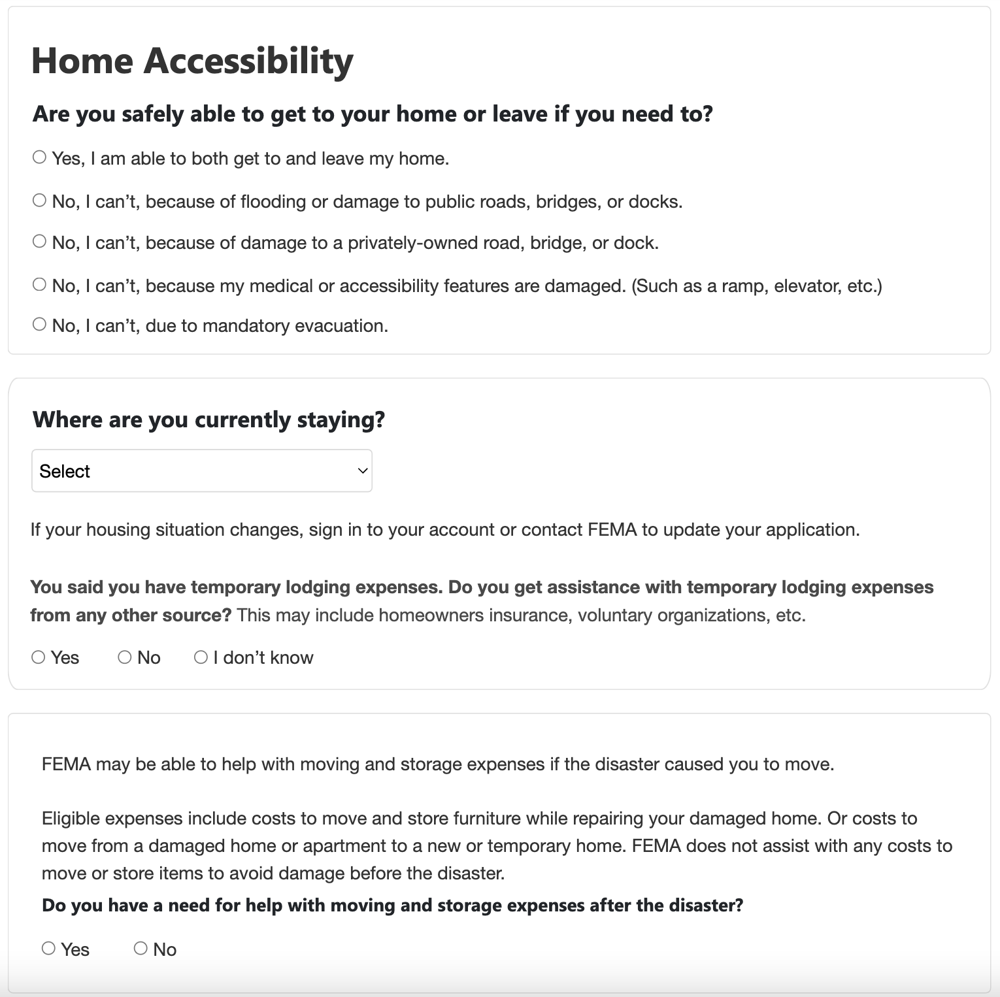 Home Accessibility
Are you safely able to get to your home or leave if you need to?
Yes, I am able to both get to and leave my home.
No, I can’t, because of flooding or damage to public roads, bridges, or docks.
No, I can’t, because of damage to a privately-owned road, bridge, or dock.
No, I can’t, because my medical or accessibility features are damaged. (Such as a ramp, elevator, etc.)
No, I can’t, due to mandatory evacuation.
Where are you currently staying?
Select
If your housing situation changes, sign in to your account or contact FEMA to update your application.
You said you have temporary lodging expenses. Do you get assistance with temporary lodging expenses
from any other source? This may include homeowners insurance, voluntary organizations, etc.
Yes No I don’t know
FEMA may be able to help with moving and storage expenses if the disaster caused you to move.
Eligible expenses include costs to move and store furniture while repairing your damaged home. Or costs to
move from a damaged home or apartment to a new or temporary home. FEMA does not assist with any costs to
move or store items to avoid damage before the disaster.
Do you have a need for help with moving and storage expenses after the disaster?
Yes No